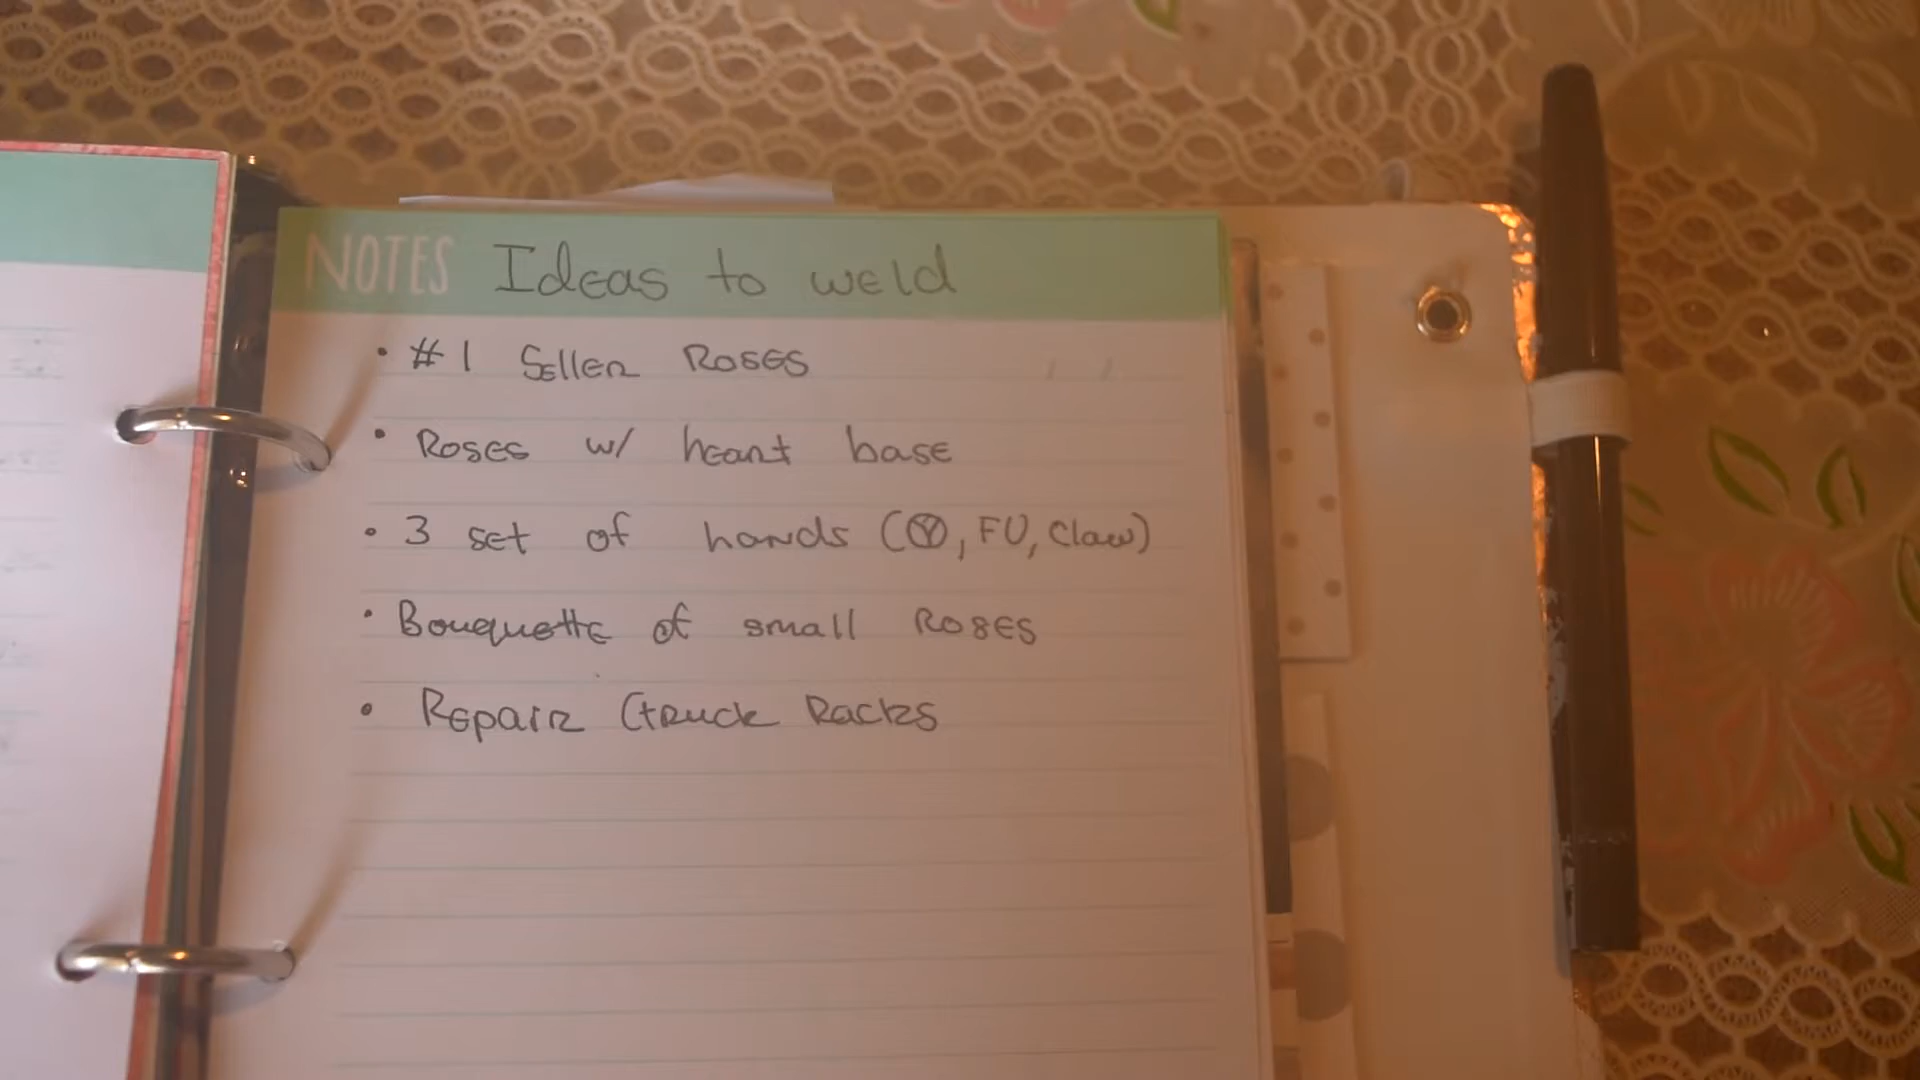 NOTES Ideas to weld
• #1 Seller Roses
• Roses w/ heart base
• 3 set of hands (☮, FU, Claw)
• Bouquette of small Roses
• Repair (truck Racks